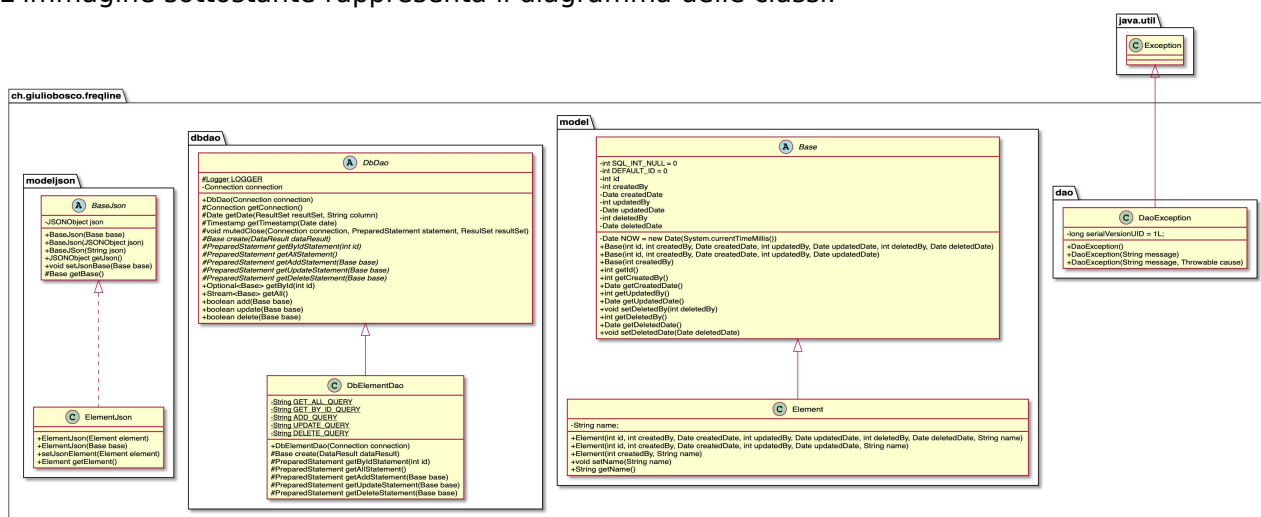 L'immagine sottostante rappresenta il diagramma delle classi:
java.util
C Exception
ch.giuliobosco.freqline
modeljson
A BaseJson
-JSONObject json
+BaseJson(Base base)
+BaseJson(JSONObject json)
+BaseJSon(String json)
+JSONObject getJson()
+void setJsonBase(Base base)
#Base getBase()
C ElementJson
+ElementJson(Element element)
+ElementJson(Base base)
+setJsonElement(Element element)
+Element getElement()
dbdao
A DbDao
#Logger LOGGER
-Connection connection
+DbDao(Connection connection)
#Connection getConnection()
#Date getDate(ResultSet resultSet, String column)
#Timestamp getTimestamp(Date date)
#void mutedClose(Connection connection, PreparedStatement statement, ResulSet resultSet)
#Base create(DataResult dataResult)
#PreparedStatement getByIdStatement(int id)
#PreparedStatement getAllStatement()
#PreparedStatement getAddStatement(Base base)
#PreparedStatement getUpdateStatement(Base base)
#PreparedStatement getDeleteStatement(Base base)
+Optional<Base> getById(int id)
+Stream<Base> getAll()
+boolean add(Base base)
+boolean update(Base base)
+boolean delete(Base base)
C DbElementDao
-String GET_ALL_QUERY
-String GET_BY_ID_QUERY
-String ADD_QUERY
-String UPDATE_QUERY
-String DELETE_QUERY
+DbElementDao(Connection connection)
#Base create(DataResult dataResult)
#PreparedStatement getByIdStatement(int id)
#PreparedStatement getAllStatement()
#PreparedStatement getAddStatement(Base base)
#PreparedStatement getUpdateStatement(Base base)
#PreparedStatement getDeleteStatement(Base base)
model
A Base
-int SQL_INT_NULL = 0
-int DEFAULT_ID = 0
-int id
-int createdBy
-Date createdDate
-int updatedBy
-Date updatedDate
-int deletedBy
-Date deletedDate
-Date NOW = new Date(System.currentTimeMillis())
+Base(int id, int createdBy, Date createdDate, int updatedBy, Date updatedDate, int deletedBy, Date deletedDate)
+Base(int id, int createdBy, Date createdDate, int updatedBy, Date updatedDate)
+Base(int createdBy)
+int getId()
+int getCreatedBy()
+Date getCreatedDate()
+int getUpdatedBy()
+Date getUpdatedDate()
+void setDeletedBy(int deletedBy)
+int getDeletedBy()
+Date getDeletedDate()
+void setDeletedDate(Date deletedDate)
C Element
-String name;
+Element(int id, int createdBy, Date createdDate, int updatedBy, Date updatedDate, int deletedBy, Date deletedDate, String name)
+Element(int id, int createdBy, Date createdDate, int updatedBy, Date updatedDate, String name)
+Element(int createdBy, String name)
+void setName(String name)
+String getName()
dao
C DaoException
-long serialVersionUID = 1L;
+DaoException()
+DaoException(String message)
+DaoException(String message, Throwable cause)